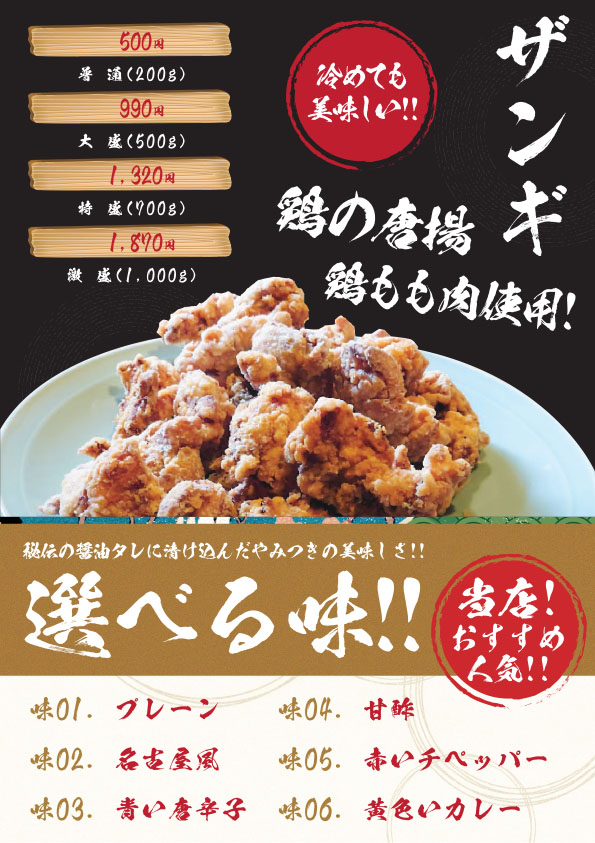 500円
普通(200g)
990円
大盛(500g)
1,320円
特盛(700g)
1,870円
激盛(1,000g)
冷めても
美味しい!!
ザンギ
鶏の唐揚
鶏もも肉使用!
秘伝の醤油タレに漬け込んだやみつきの美味しさ!!
選べる味!!
当店!
おすすめ
人気!!
味01. プレーン
味02. 名古屋風
味03. 青い唐辛子
味04. 甘酢
味05. 赤いチペッパー
味06. 黄色いカレー